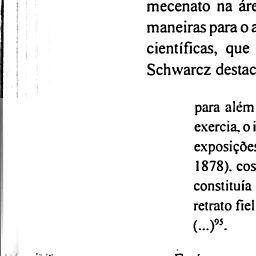 mecenato na áre
maneiras para o a
científicas, que
Schwarcz destac
para além
exercia, o i
exposições
1878), cos
constituía
retrato fiel
(...)⁹⁵.